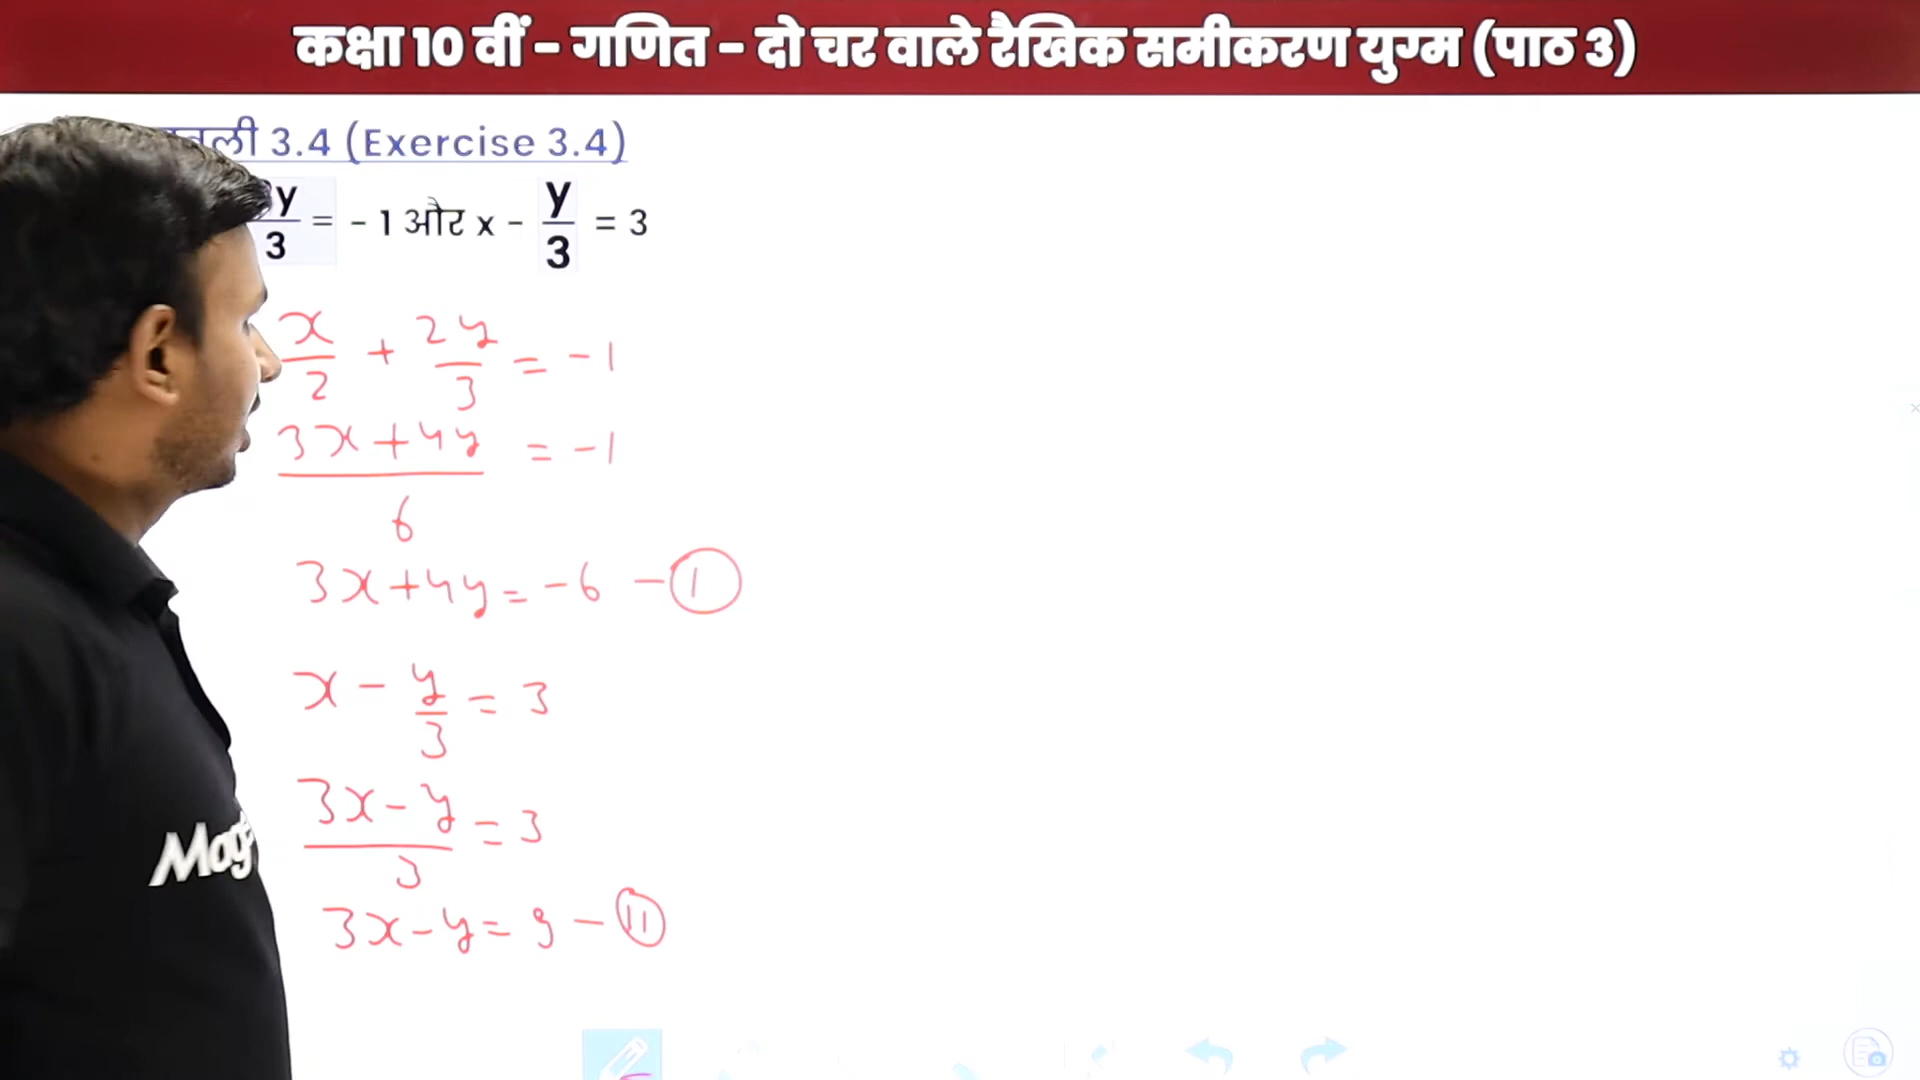 कक्षा 10 वीं - गणित - दो चर वाले रैखिक समीकरण युग्म (पाठ 3)
3.4 (Exercise 3.4)
y/3 = - 1 और x - y/3 = 3
x/2 + 2y/3 = -1
3x+4y/6 = -1
3x+4y = -6 - ①
x - y/3 = 3
3x-y/3 = 3
3x-y = 9 - ⑪
Mag